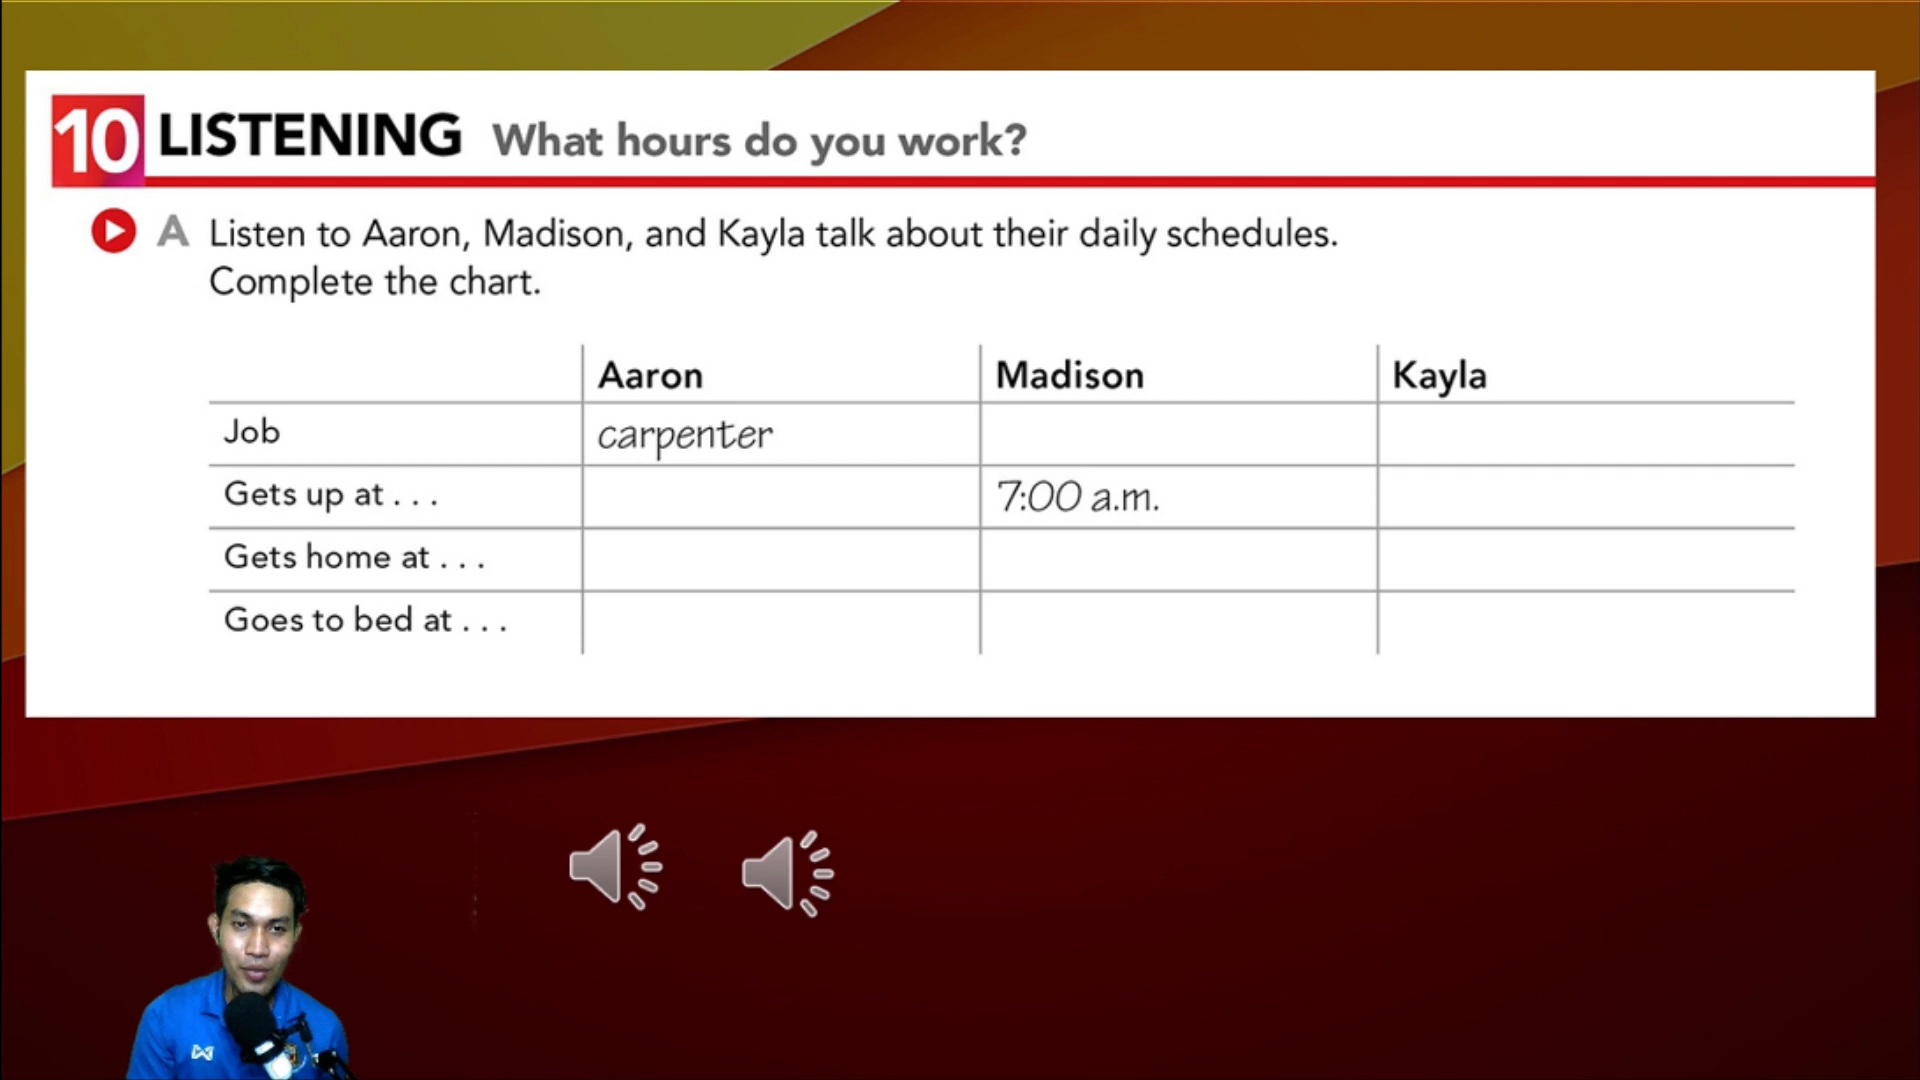 10 LISTENING What hours do you work?
A Listen to Aaron, Madison, and Kayla talk about their daily schedules.
Complete the chart.
Aaron Madison Kayla
Job carpenter
Gets up at . . . 7:00 a.m.
Gets home at . . .
Goes to bed at . . .